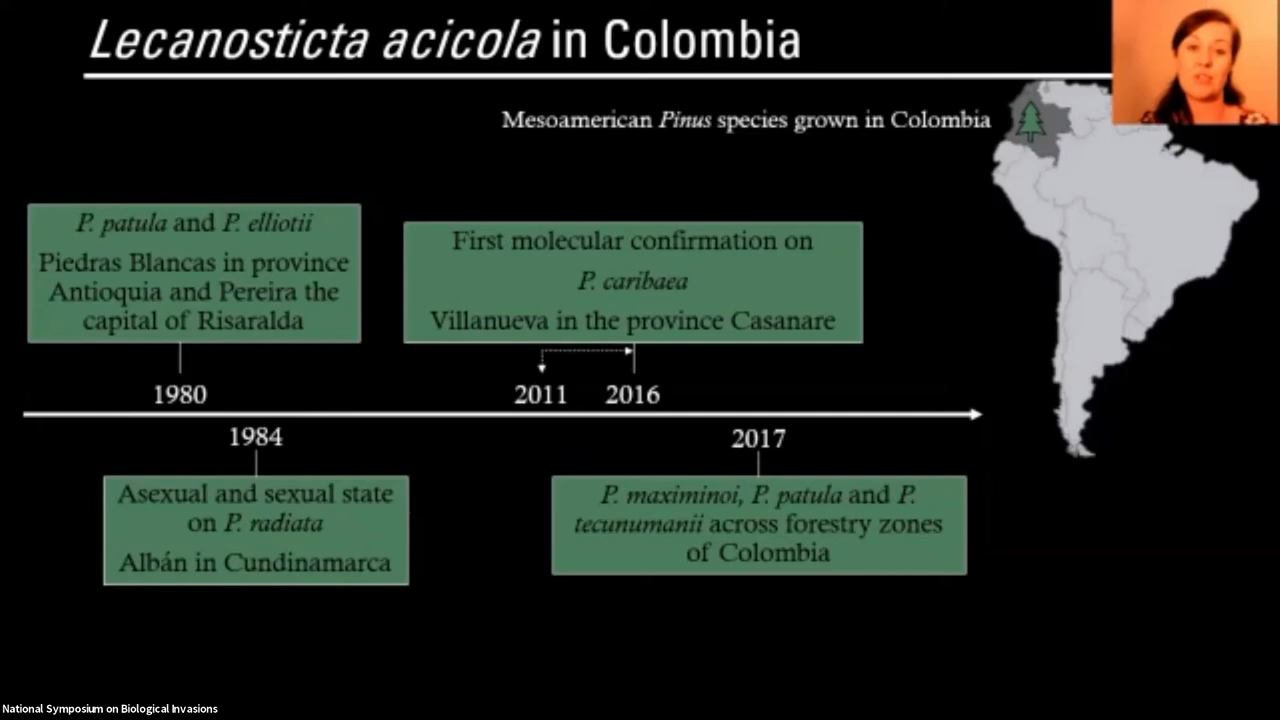 Lecanosticta acicola in Colombia
Mesoamerican Pinus species grown in Colombia
P. patula and P. elliotii
Piedras Blancas in province
Antioquia and Pereira the
capital of Risaralda
First molecular confirmation on
P. caribaea
Villanueva in the province Casanare
1980
2011
2016
1984
2017
Asexual and sexual state
on P. radiata
Albán in Cundinamarca
P. maximinoi, P. patula and P.
tecunumanii across forestry zones
of Colombia
National Symposium on Biological Invasions